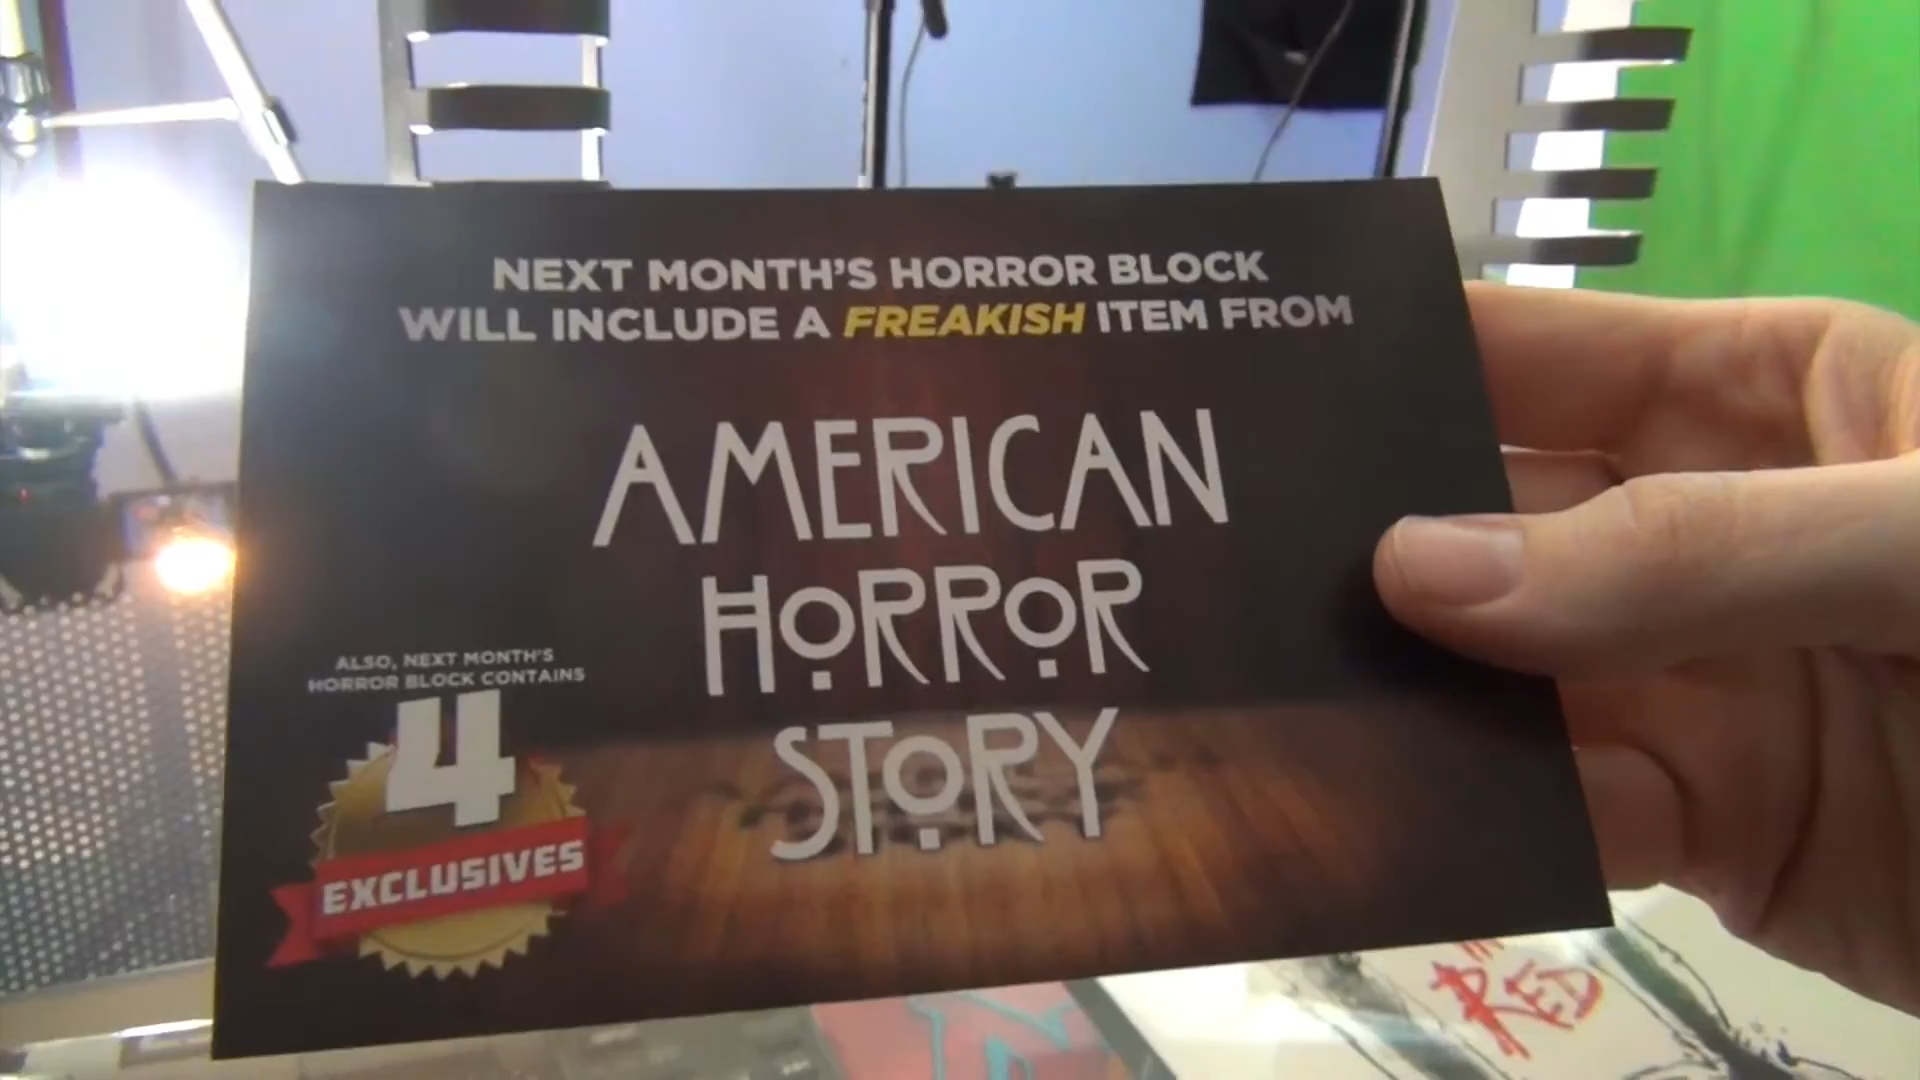 NEXT MONTH'S HORROR BLOCK
WILL INCLUDE A FREAKISH ITEM FROM
AMERICAN
HORROR
STORY
ALSO, NEXT MONTH'S
HORROR BLOCK CONTAINS
4
EXCLUSIVES
RED